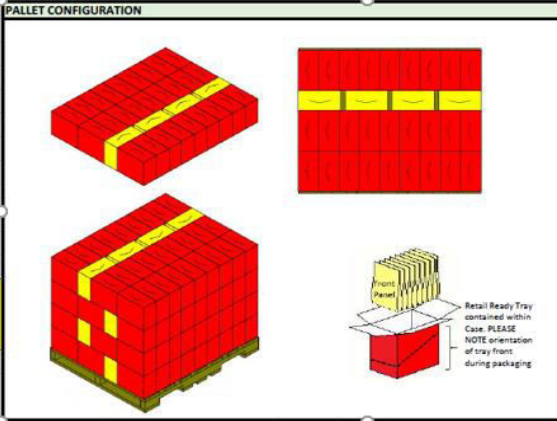 PALLET CONFIGURATION
Front
Panel
Retail Ready Tray
contained within
Case. PLEASE
NOTE orientation
of tray front
during packaging